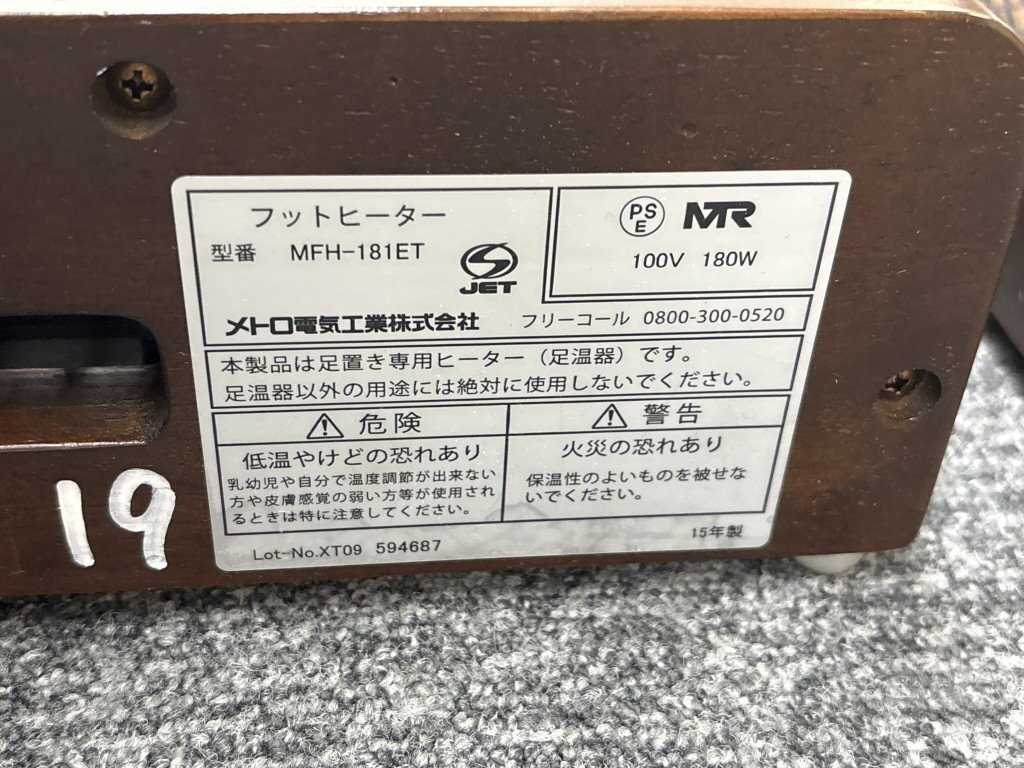 フットヒーター
型番 MFH-181ET
JET
PS
E
MTR
100V 180W
メトロ電気工業株式会社 フリーコール 0800-300-0520
本製品は足置き専用ヒーター（足温器）です。
足温器以外の用途には絶対に使用しないでください。
危険
低温やけどの恐れあり
乳幼児や自分で温度調節が出来ない
方や皮膚感覚の弱い方等が使用され
るときは特に注意してください。
警告
火災の恐れあり
保温性のよいものを被せな
いでください。
Lot-No.XT09 594687
15年製
19